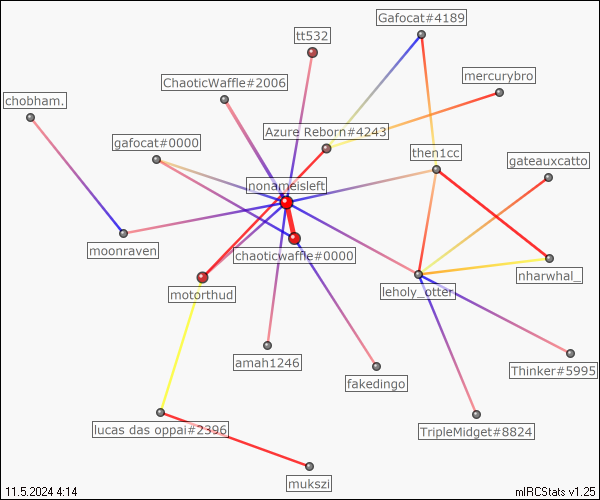 Gafocat#4189
tt532
mercurybro
ChaoticWaffle#2006
chobham.
Azure Reborn#4243
gafocat#0000
then1cc
gateauxcatto
nonameisleft
moonraven
chaoticwaffle#0000
nharwhal_
motorthud
leholy_otter
amah1246
Thinker#5995
fakedingo
lucas das oppai#2396
TripleMidget#8824
mukszi
11.5.2024 4:14
mIRCStats v1.25